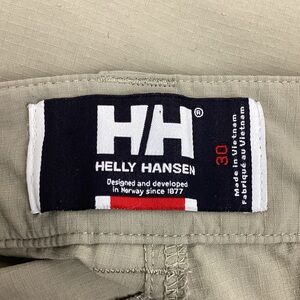 HH®
HELLY HANSEN
Designed and developed
in Norway since 1877
30
Made in Vietnam
Fabriqué au Vietnam